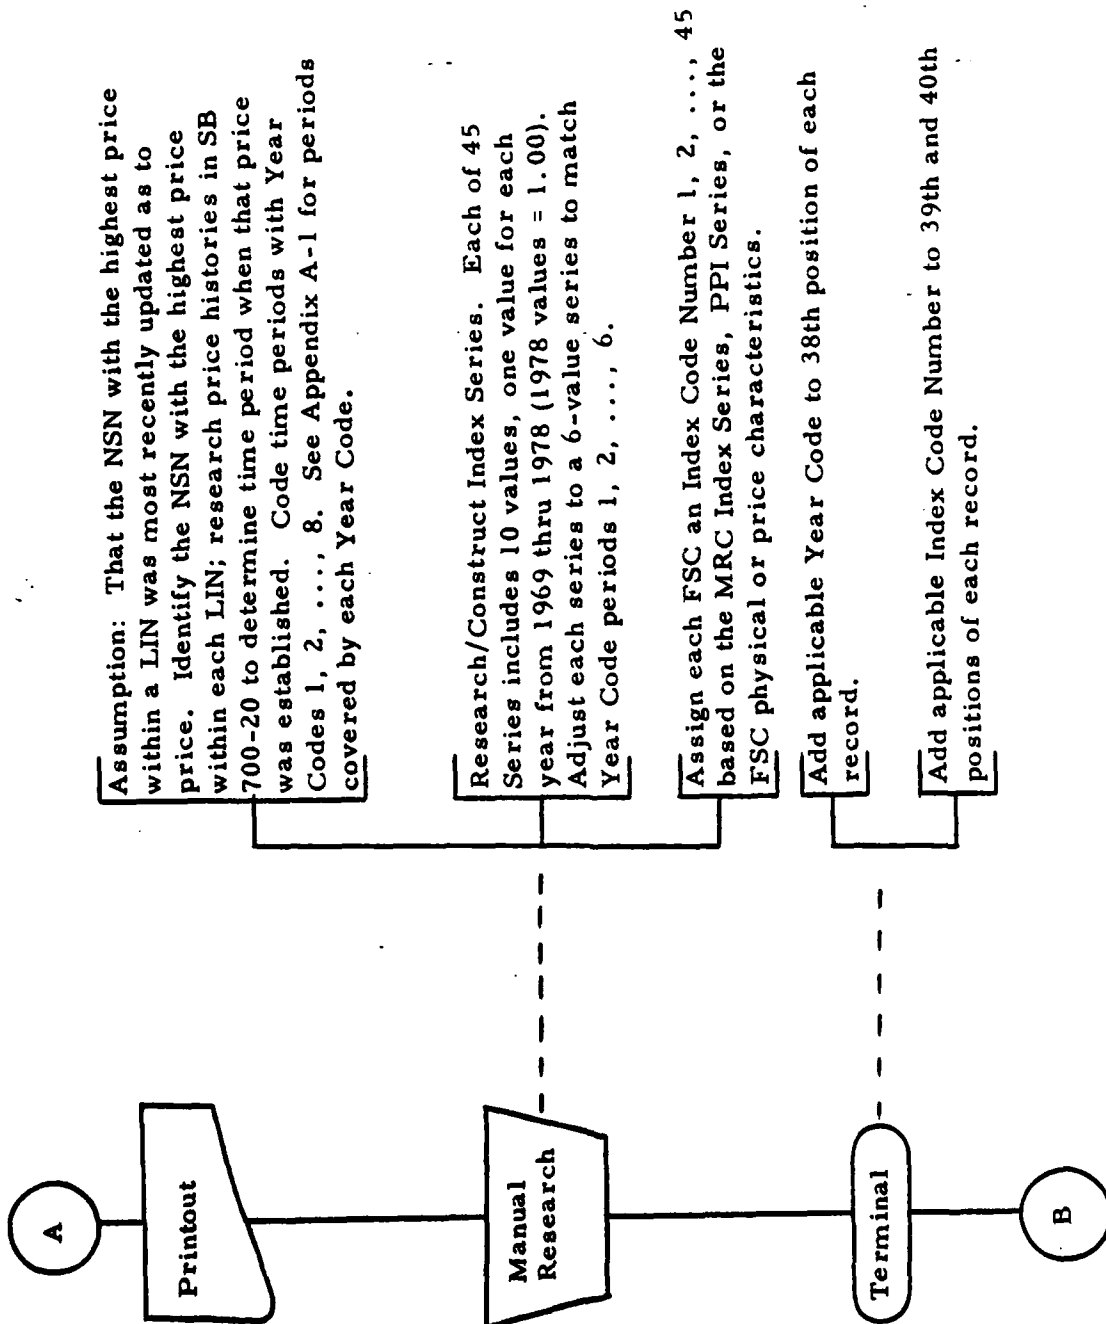 A
Printout
Manual
Research
Terminal
B
Assumption: That the NSN with the highest price
within a LIN was most recently updated as to
price. Identify the NSN with the highest price
within each LIN; research price histories in SB
700-20 to determine time period when that price
was established. Code time periods with Year
Codes 1, 2, ..., 8. See Appendix A-1 for periods
covered by each Year Code.
Research/Construct Index Series. Each of 45
Series includes 10 values, one value for each
year from 1969 thru 1978 (1978 values = 1.00).
Adjust each series to a 6-value series to match
Year Code periods 1, 2, ..., 6.
Assign each FSC an Index Code Number 1, 2, ..., 45
based on the MRC Index Series, PPI Series, or the
FSC physical or price characteristics.
Add applicable Year Code to 38th position of each
record.
Add applicable Index Code Number to 39th and 40th
positions of each record.